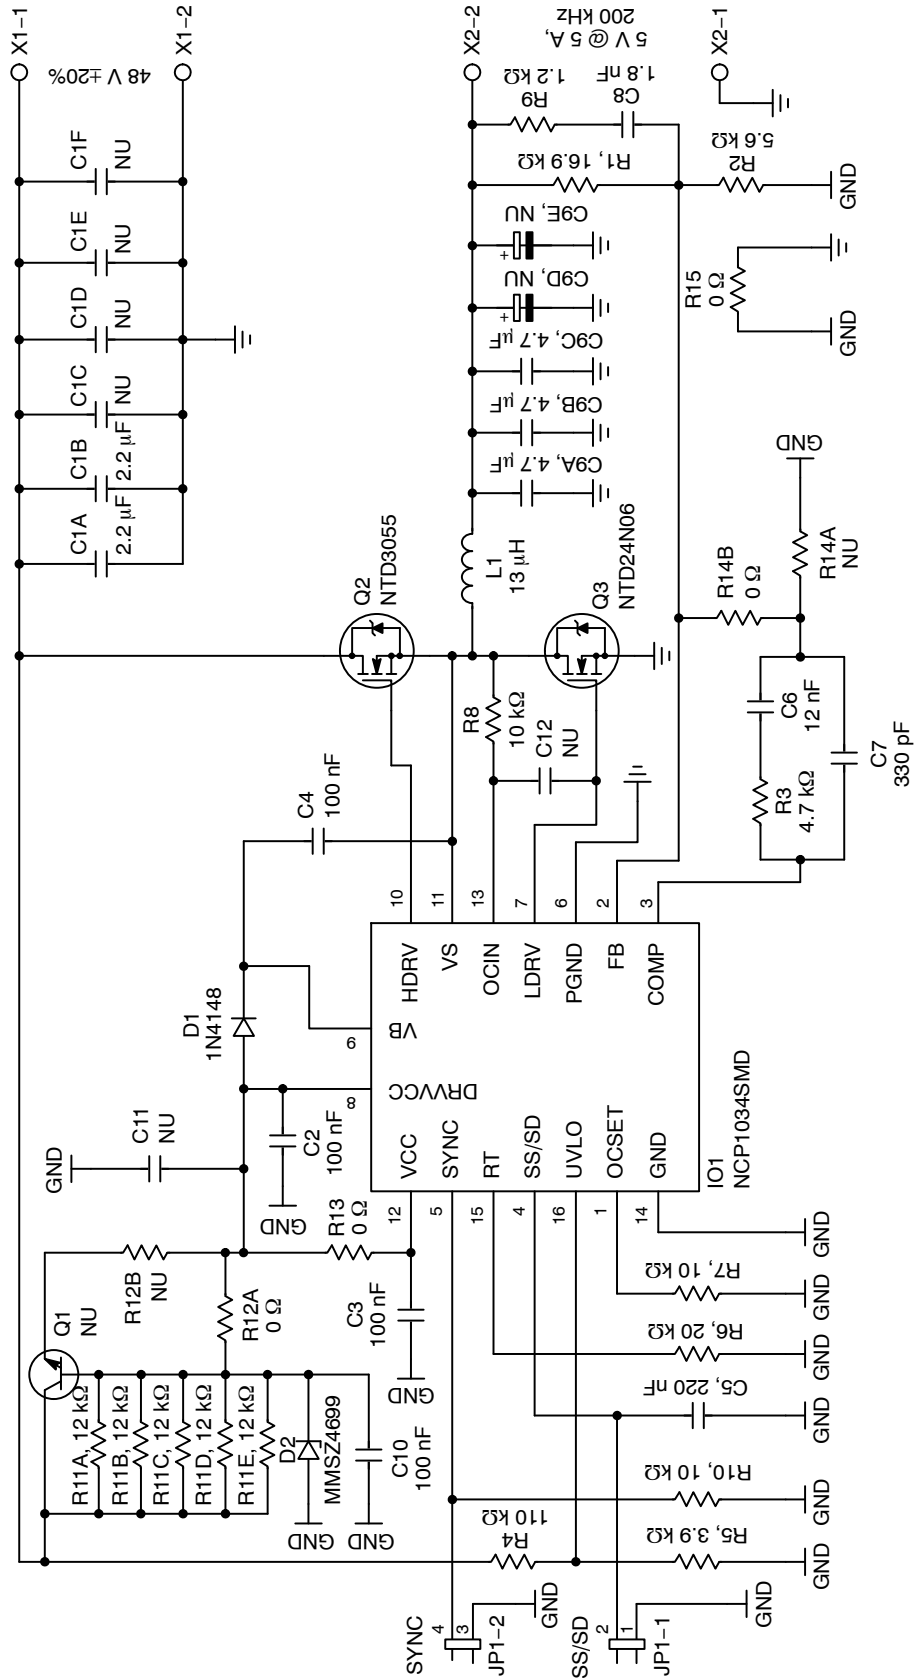 X1−1
X1−2
48 V ±20%
C1A
2.2 µF
C1B
2.2 µF
C1C
NU
C1D
NU
C1E
NU
C1F
NU
Q1
NU
R12B
NU
R11A, 12 kΩ
R11B, 12 kΩ
R11C, 12 kΩ
R11D, 12 kΩ
R11E, 12 kΩ
D2
MMSZ4699
GND
C10
100 nF
GND
R12A
0 Ω
GND
C11
NU
D1
1N4148
C2
100 nF
GND
R13
0 Ω
C3
100 nF
GND
C4
100 nF
Q2
NTD3055
R4
110 kΩ
R5, 3.9 kΩ
GND
R10, 10 kΩ
GND
C5, 220 nF
GND
R6, 20 kΩ
GND
R7, 10 kΩ
GND
GND
SYNC
4
3
JP1−2
GND
SS/SD
2
1
JP1−1
GND
12
VCC
5
SYNC
15
RT
4
SS/SD
16
UVLO
1
OCSET
14
GND
8
DRVVCC
9
VB
10
HDRV
11
VS
13
OCIN
7
LDRV
6
PGND
2
FB
3
COMP
IO1
NCP1034SMD
R8
10 kΩ
C12
NU
Q3
NTD24N06
L1
13 µH
C9A, 4.7 µF
C9B, 4.7 µF
C9C, 4.7 µF
+
C9D, NU
+
C9E, NU
R1, 16.9 kΩ
R9
1.2 kΩ
C8
1.8 nF
X2−2
5 V @ 5 A,
200 kHz
X2−1
R2
5.6 kΩ
GND
R15
0 Ω
GND
R14B
0 Ω
R14A
NU
GND
C6
12 nF
R3
4.7 kΩ
C7
330 pF